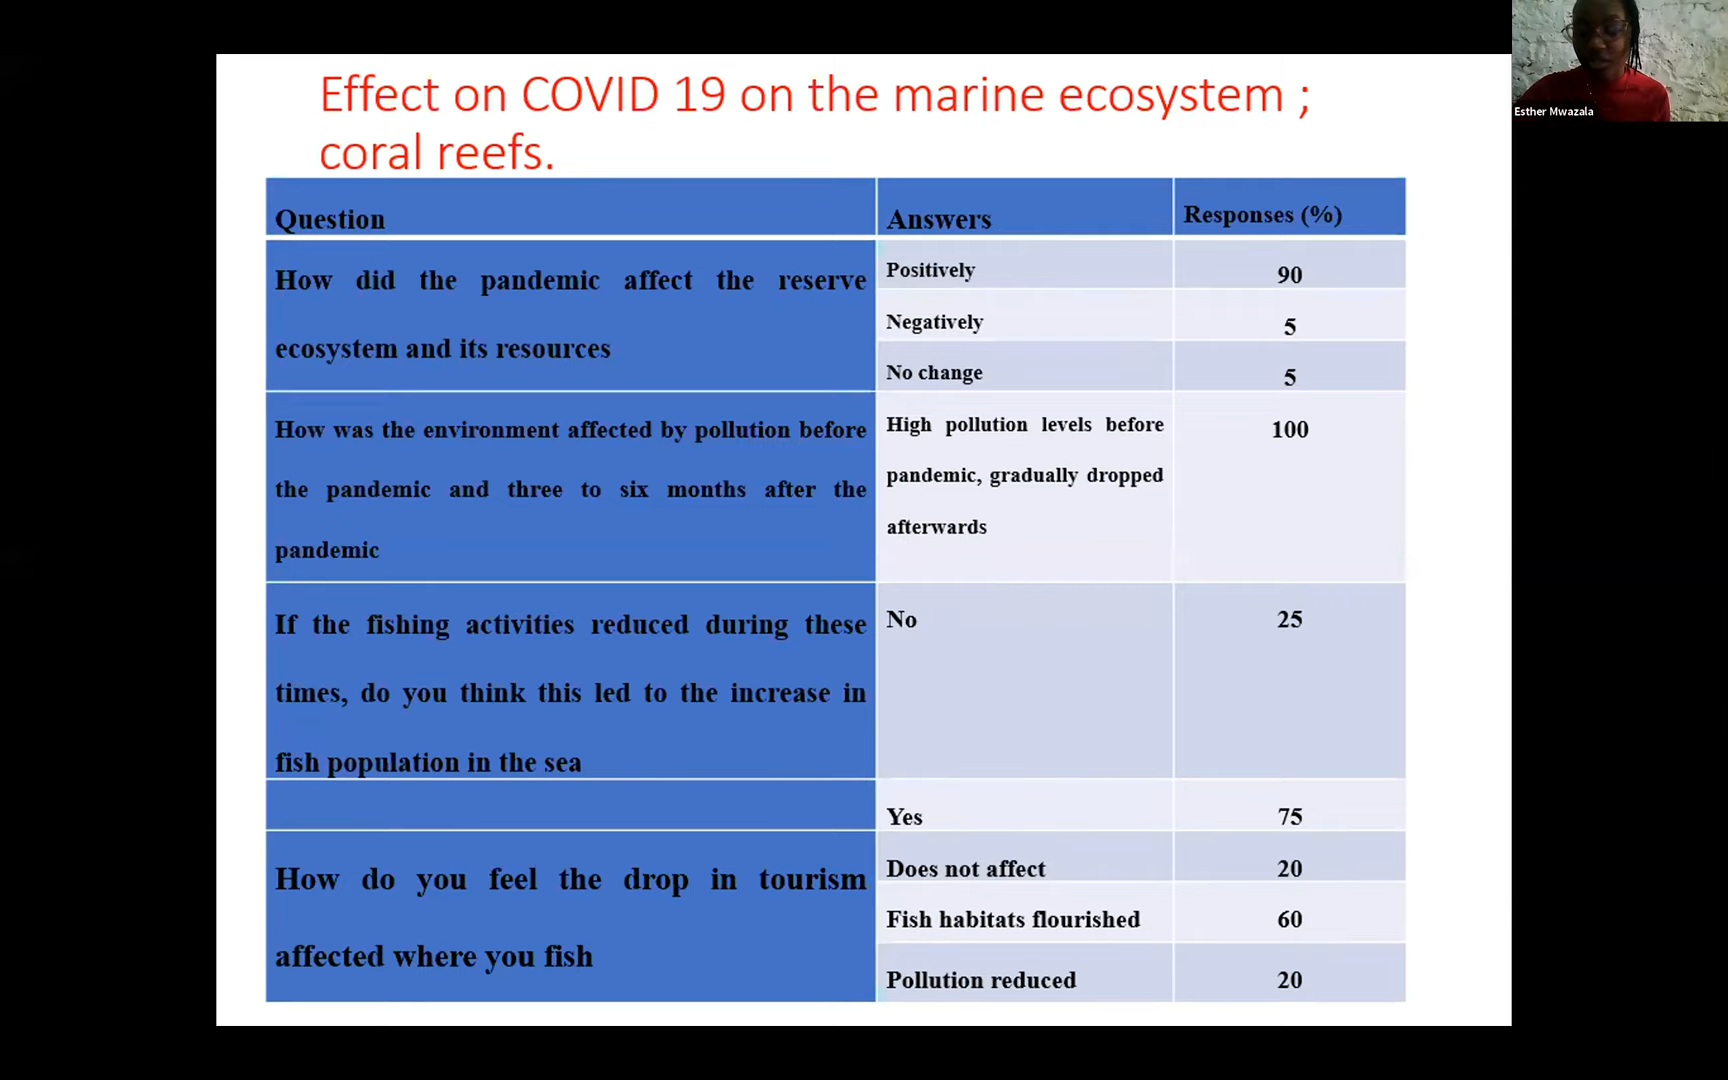 Effect on COVID 19 on the marine ecosystem ;
coral reefs.
Esther Mwazala
Question
Answers
Responses (%)
How did the pandemic affect the reserve
ecosystem and its resources
Positively
90
Negatively
5
No change
5
How was the environment affected by pollution before
the pandemic and three to six months after the
pandemic
High pollution levels before
pandemic, gradually dropped
afterwards
100
If the fishing activities reduced during these
times, do you think this led to the increase in
fish population in the sea
No
25
Yes
75
How do you feel the drop in tourism
affected where you fish
Does not affect
20
Fish habitats flourished
60
Pollution reduced
20